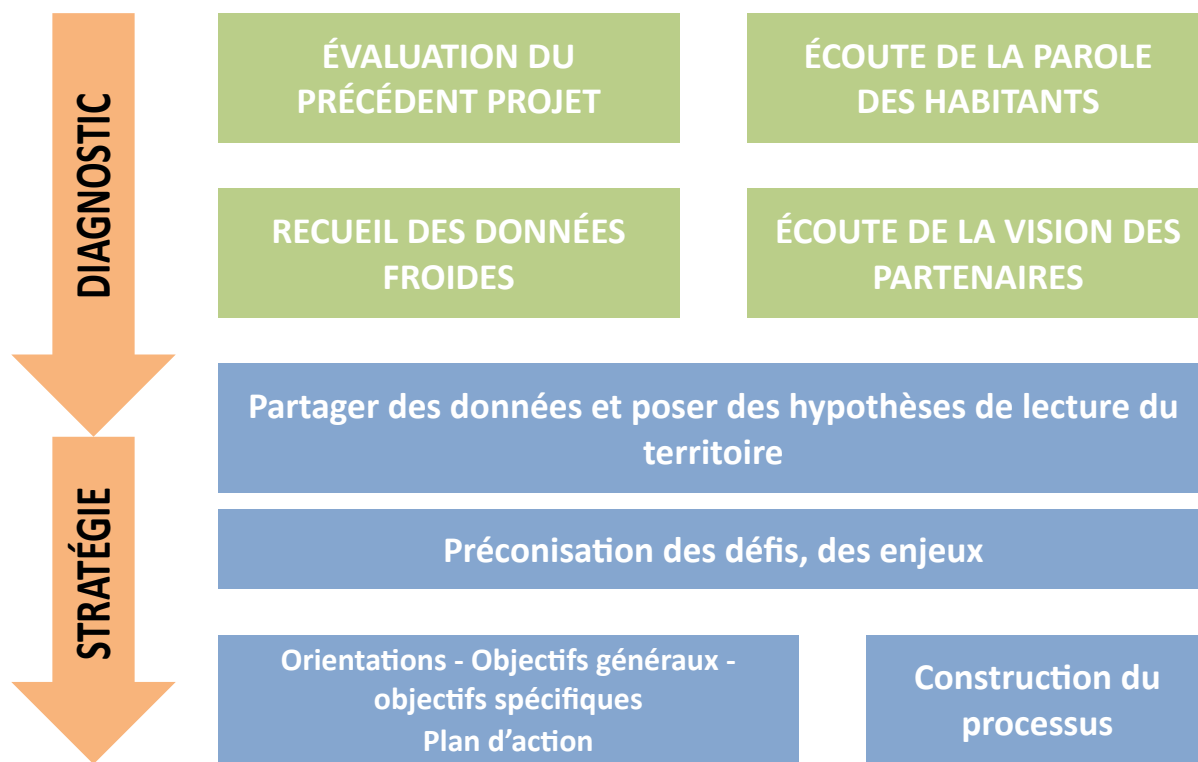 DIAGNOSTIC
ÉVALUATION DU
PRÉCÉDENT PROJET
ÉCOUTE DE LA PAROLE
DES HABITANTS
RECUEIL DES DONNÉES
FROIDES
ÉCOUTE DE LA VISION DES
PARTENAIRES
STRATÉGIE
Partager des données et poser des hypothèses de lecture du
territoire
Préconisation des défis, des enjeux
Orientations - Objectifs généraux -
objectifs spécifiques
Plan d’action
Construction du
processus